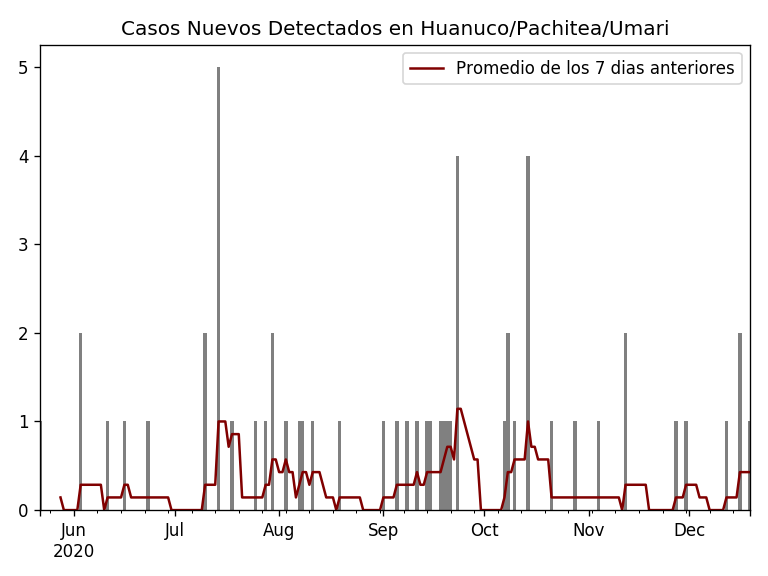 Casos Nuevos Detectados en Huanuco/Pachitea/Umari
Promedio de los 7 dias anteriores
5
4
3
2
1
0
Jun Jul Aug Sep Oct Nov Dec
2020